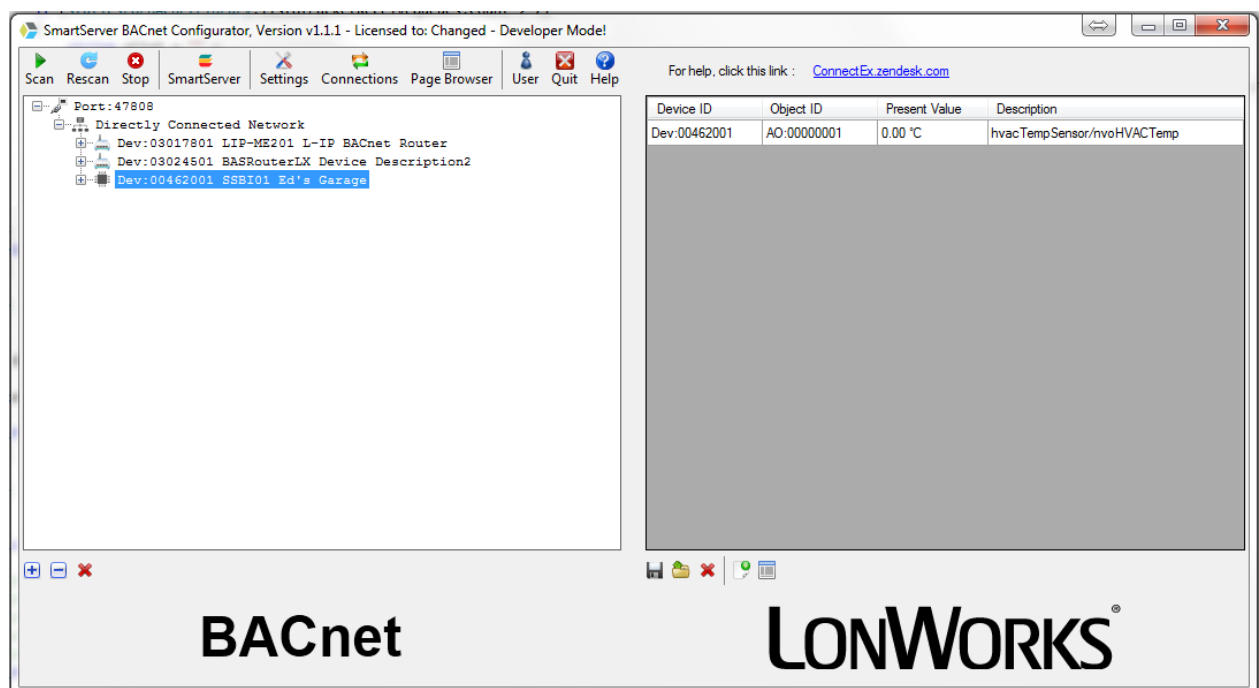 SmartServer BACnet Configurator, Version v1.1.1 - Licensed to: Changed - Developer Mode!
Scan Rescan Stop SmartServer Settings Connections Page Browser User Quit Help
For help, click this link : ConnectEx.zendesk.com
Port:47808
Directly Connected Network
Dev:03017801 LIP-ME201 L-IP BACnet Router
Dev:03024501 BASRouterLX Device Description2
Dev:00462001 SSBI01 Ed's Garage
Device ID Object ID Present Value Description
Dev:00462001 AO:00000001 0.00 °C hvacTempSensor/nvoHVACTemp
BACnet
LONWORKS®